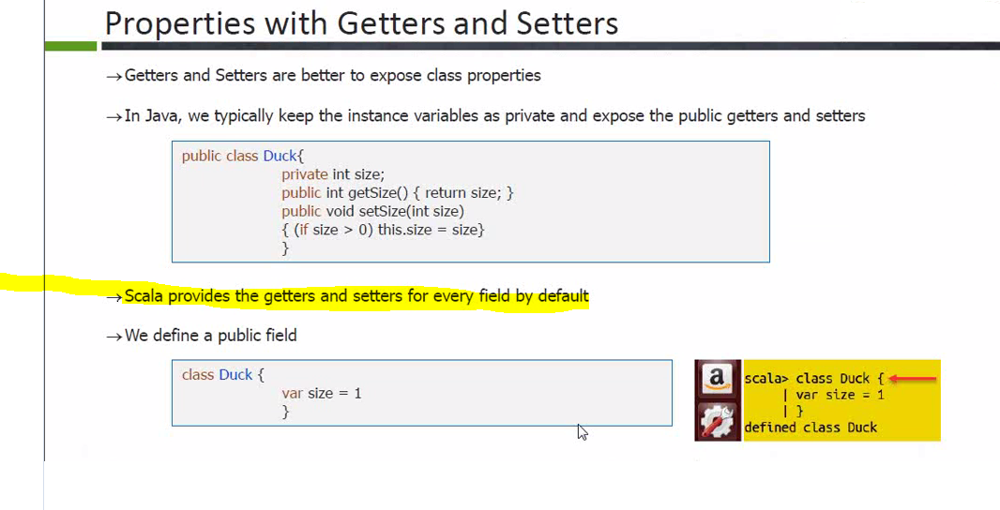 Properties with Getters and Setters
→Getters and Setters are better to expose class properties
→In Java, we typically keep the instance variables as private and expose the public getters and setters
public class Duck{
private int size;
public int getSize() { return size; }
public void setSize(int size)
{ (if size > 0) this.size = size}
}
→Scala provides the getters and setters for every field by default
→We define a public field
class Duck {
var size = 1
}
a
scala> class Duck {
| var size = 1
| }
defined class Duck